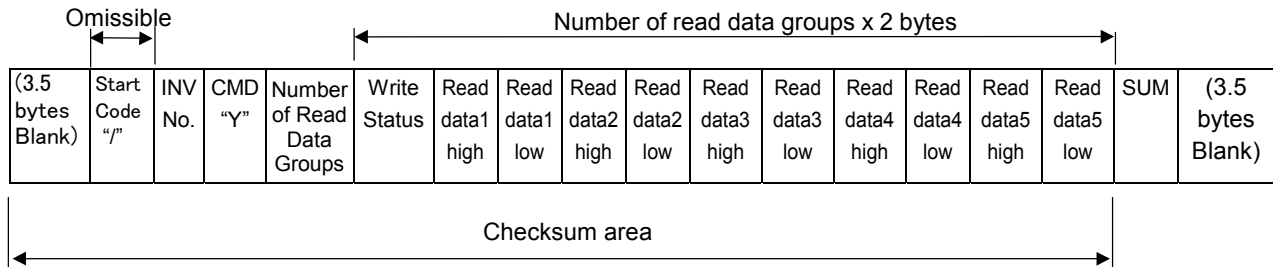 Omissible
Number of read data groups x 2 bytes
(3.5 bytes Blank) Start Code “/” INV No. CMD “Y” Number of Read Data Groups Write Status Read data1 high Read data1 low Read data2 high Read data2 low Read data3 high Read data3 low Read data4 high Read data4 low Read data5 high Read data5 low SUM (3.5 bytes Blank)
Checksum area